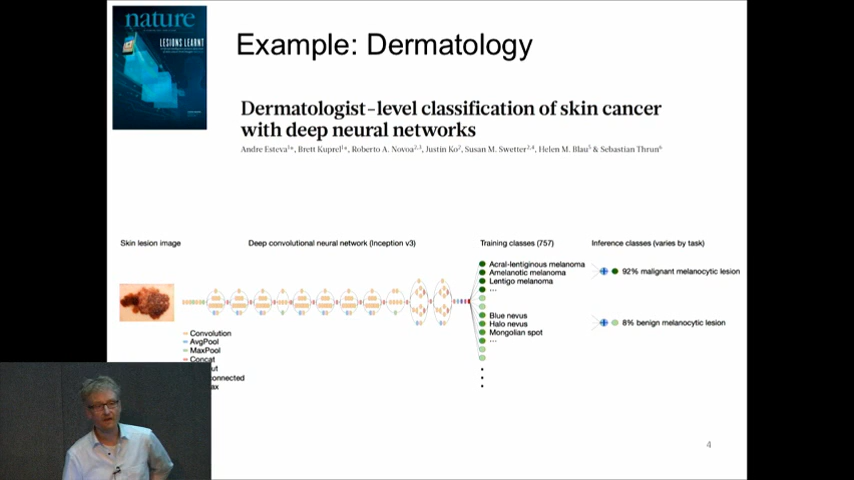 nature
LESIONS LEARNT
Example: Dermatology
Dermatologist–level classification of skin cancer
with deep neural networks
Andre Esteva¹*, Brett Kuprel¹*, Roberto A. Novoa²,³, Justin Ko², Susan M. Swetter²,⁴, Helen M. Blau⁵ & Sebastian Thrun⁶
Skin lesion image
Deep convolutional neural network (Inception v3)
Training classes (757)
Inference classes (varies by task)
Acral-lentiginous melanoma
Amelanotic melanoma
Lentigo melanoma
...
92% malignant melanocytic lesion
Blue nevus
Halo nevus
Mongolian spot
...
8% benign melanocytic lesion
Convolution
AvgPool
MaxPool
Concat
ut
onnected
ax
4